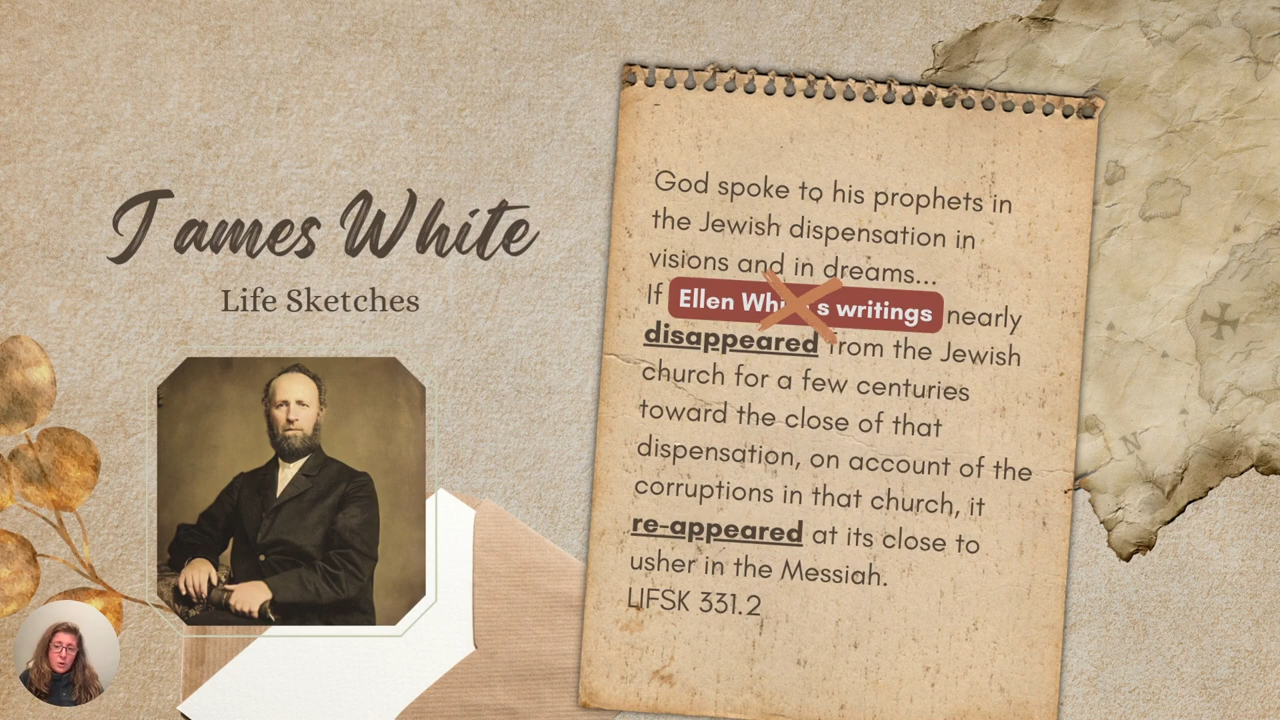 James White
Life Sketches
God spoke to his prophets in
the Jewish dispensation in
visions and in dreams...
If Ellen White's writings nearly
disappeared from the Jewish
church for a few centuries
toward the close of that
dispensation, on account of the
corruptions in that church, it
re-appeared at its close to
usher in the Messiah.
LIFSK 331.2
N